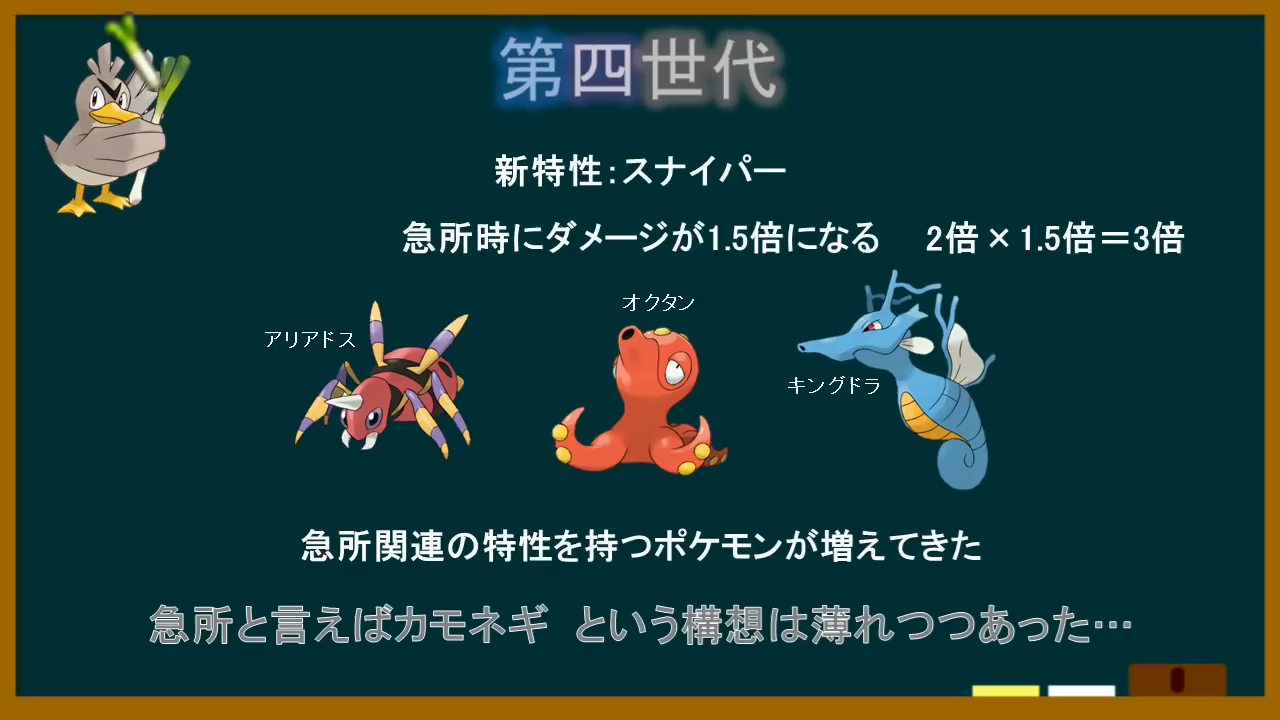 第四世代
新特性：スナイパー
急所時にダメージが1.5倍になる　2倍×1.5倍＝3倍
オクタン
アリアドス
キングドラ
急所関連の特性を持つポケモンが増えてきた
急所と言えばカモネギ　という構想は薄れつつあった…